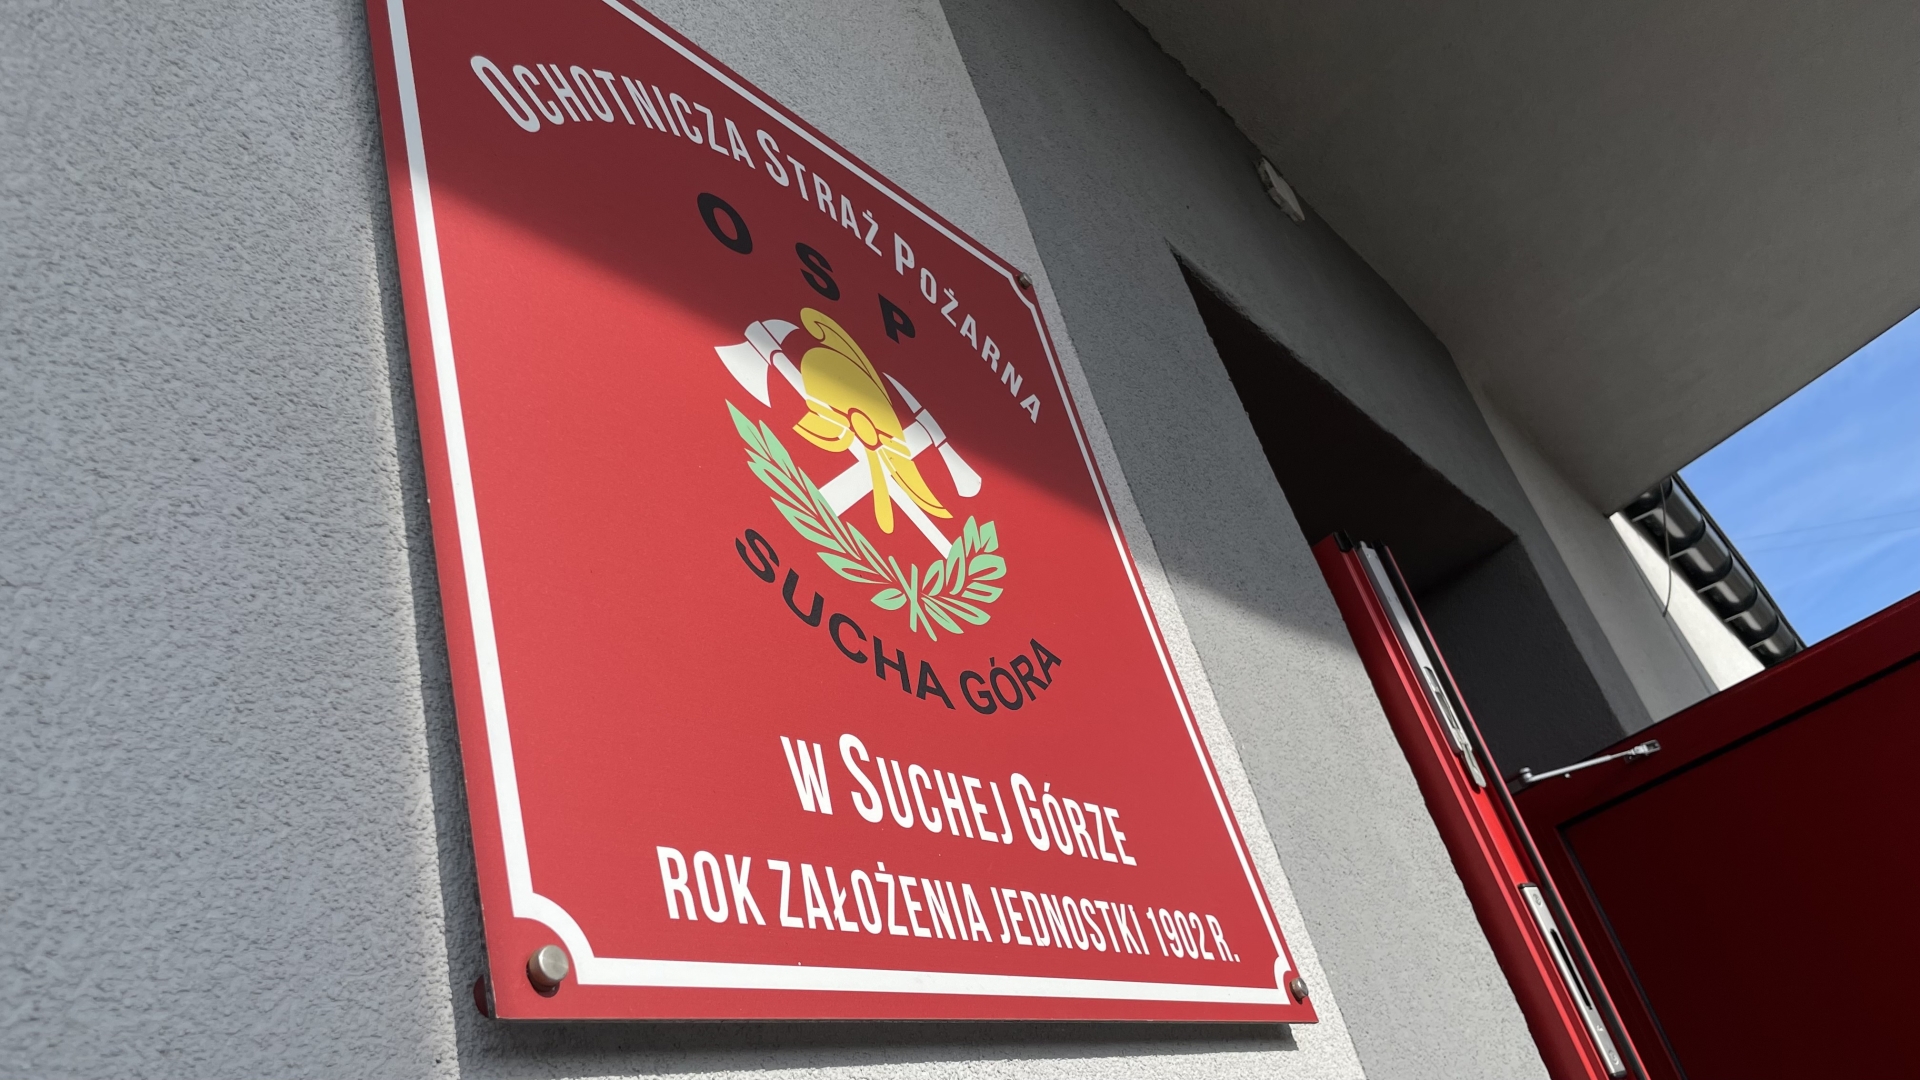 OCHOTNICZA STRAŻ POŻARNA
OSP
SUCHA GÓRA
W SUCHEJ GÓRZE
ROK ZAŁOŻENIA JEDNOSTKI 1902 R.